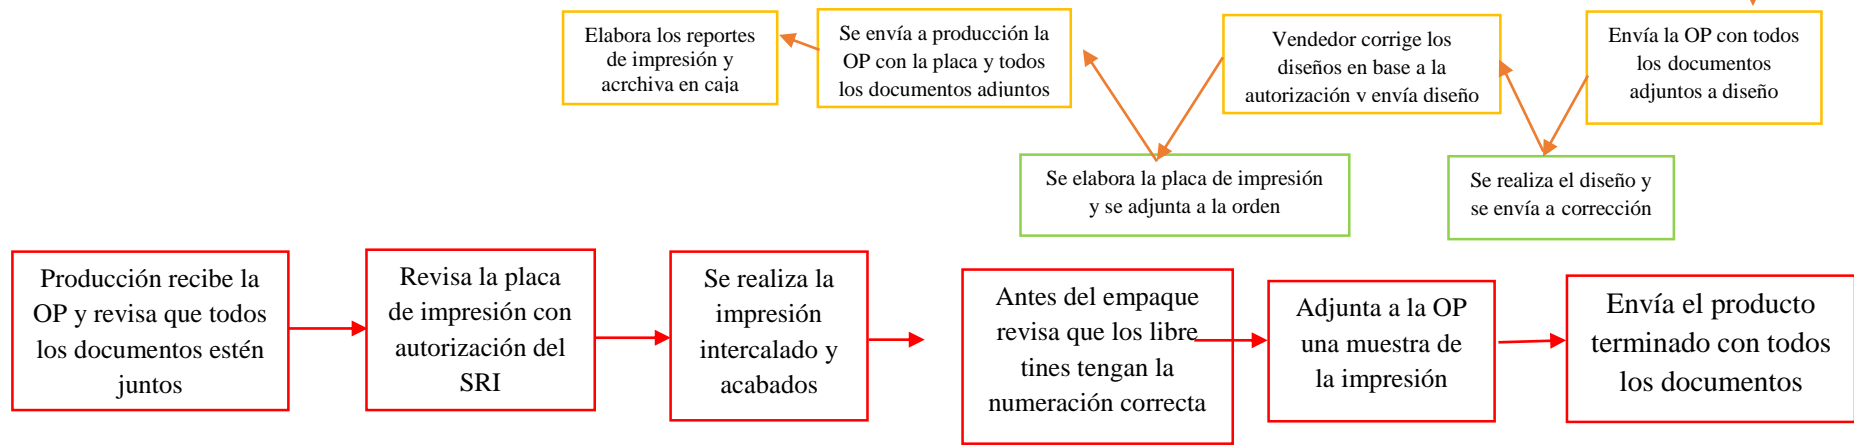 Elabora los reportes
de impresión y
acrchiva en caja
Se envía a producción la
OP con la placa y todos
los documentos adjuntos
Vendedor corrige los
diseños en base a la
autorización y envía diseño
Envía la OP con todos
los documentos
adjuntos a diseño
Se elabora la placa de impresión
y se adjunta a la orden
Se realiza el diseño y
se envía a corrección
Producción recibe la
OP y revisa que todos
los documentos estén
juntos
Revisa la placa
de impresión con
autorización del
SRI
Se realiza la
impresión
intercalado y
acabados
Antes del empaque
revisa que los libre
tines tengan la
numeración correcta
Adjunta a la OP
una muestra de
la impresión
Envía el producto
terminado con todos
los documentos